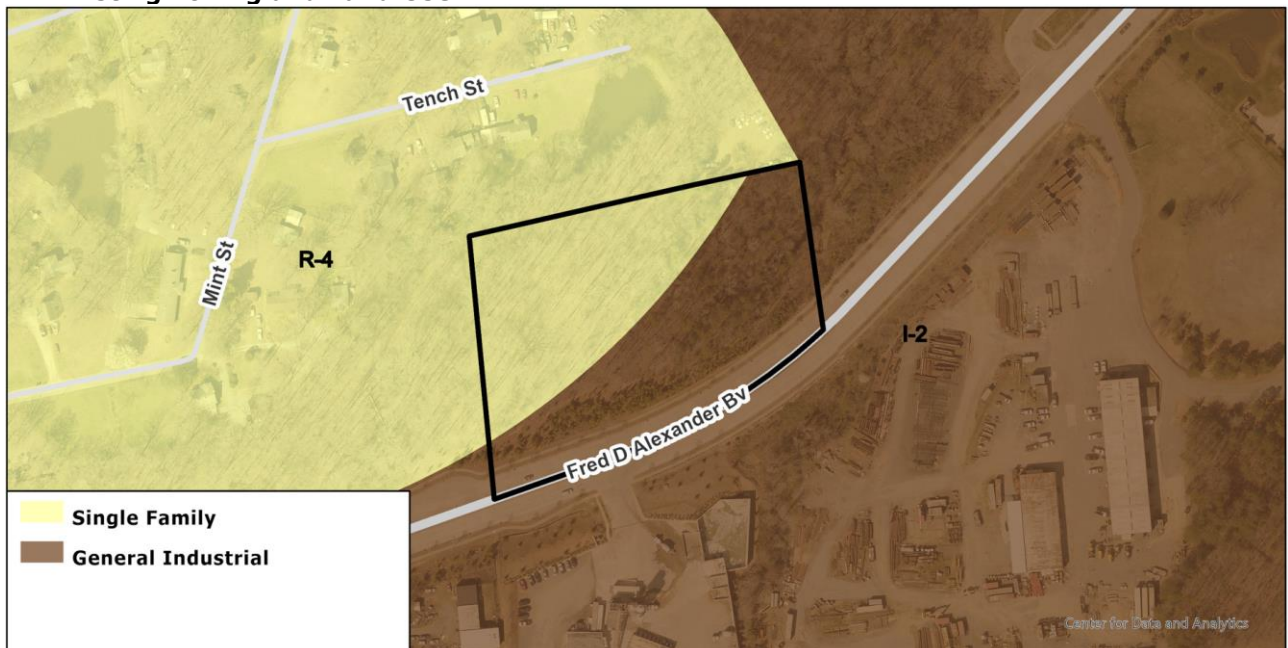 Tench St
Mint St
R-4
I-2
Fred D Alexander Bv
Single Family
General Industrial
Center for Data and Analytics